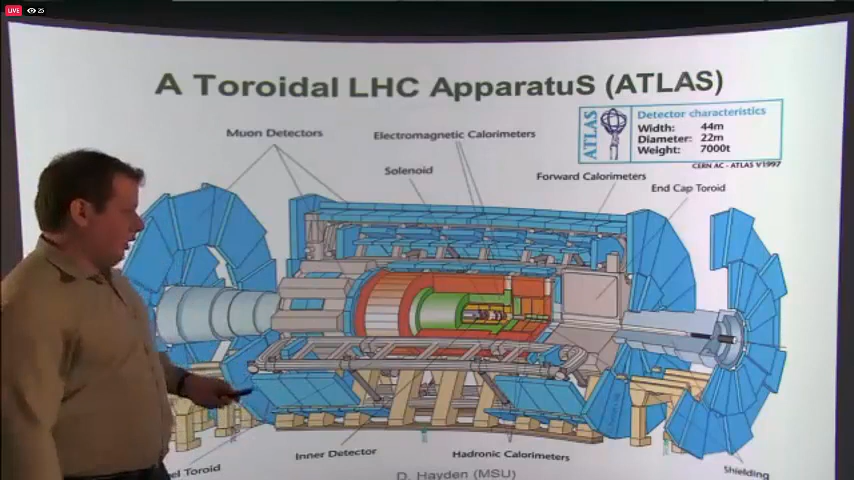 LIVE 25
A Toroidal LHC ApparatuS (ATLAS)
ATLAS
Detector characteristics
Width: 44m
Diameter: 22m
Weight: 7000t
CERN AC - ATLAS V1997
Muon Detectors
Electromagnetic Calorimeters
Solenoid
Forward Calorimeters
End Cap Toroid
el Toroid
Inner Detector
Hadronic Calorimeters
Shielding
D. Hayden (MSU)